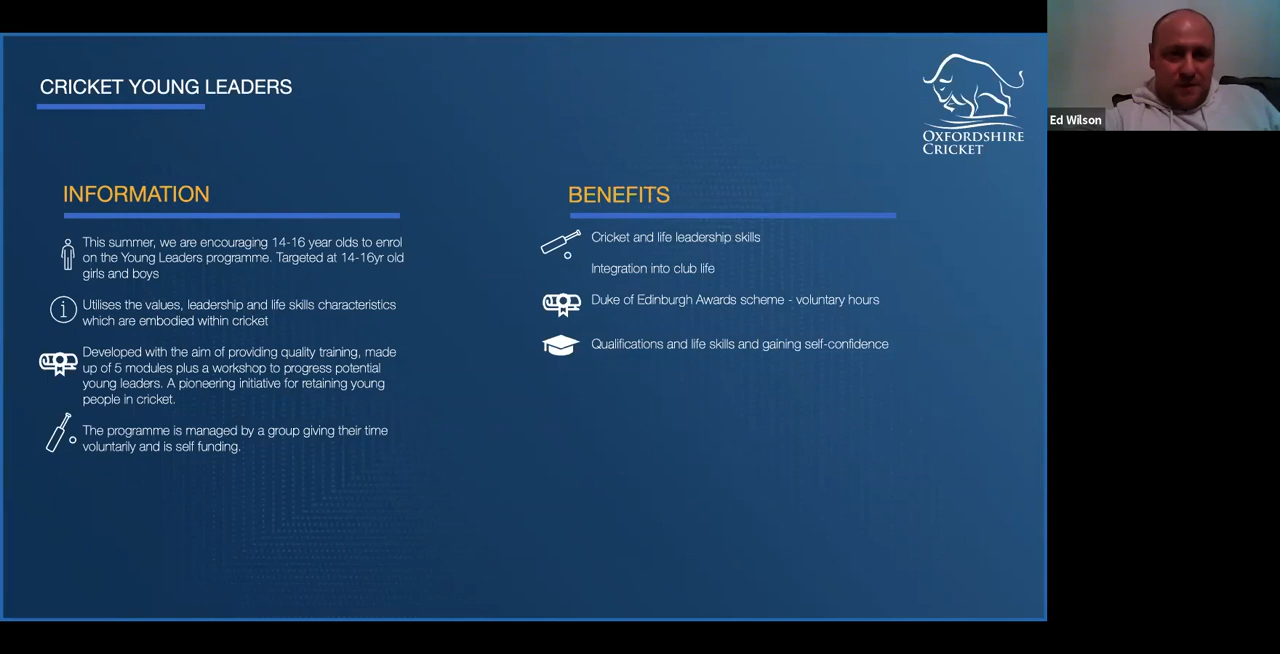 CRICKET YOUNG LEADERS
OXFORDSHIRE
CRICKET
Ed Wilson
INFORMATION
This summer, we are encouraging 14-16 year olds to enrol
on the Young Leaders programme. Targeted at 14-16yr old
girls and boys
Utilises the values, leadership and life skills characteristics
which are embodied within cricket
Developed with the aim of providing quality training, made
up of 5 modules plus a workshop to progress potential
young leaders. A pioneering initiative for retaining young
people in cricket.
The programme is managed by a group giving their time
voluntarily and is self funding.
BENEFITS
Cricket and life leadership skills
Integration into club life
Duke of Edinburgh Awards scheme - voluntary hours
Qualifications and life skills and gaining self-confidence